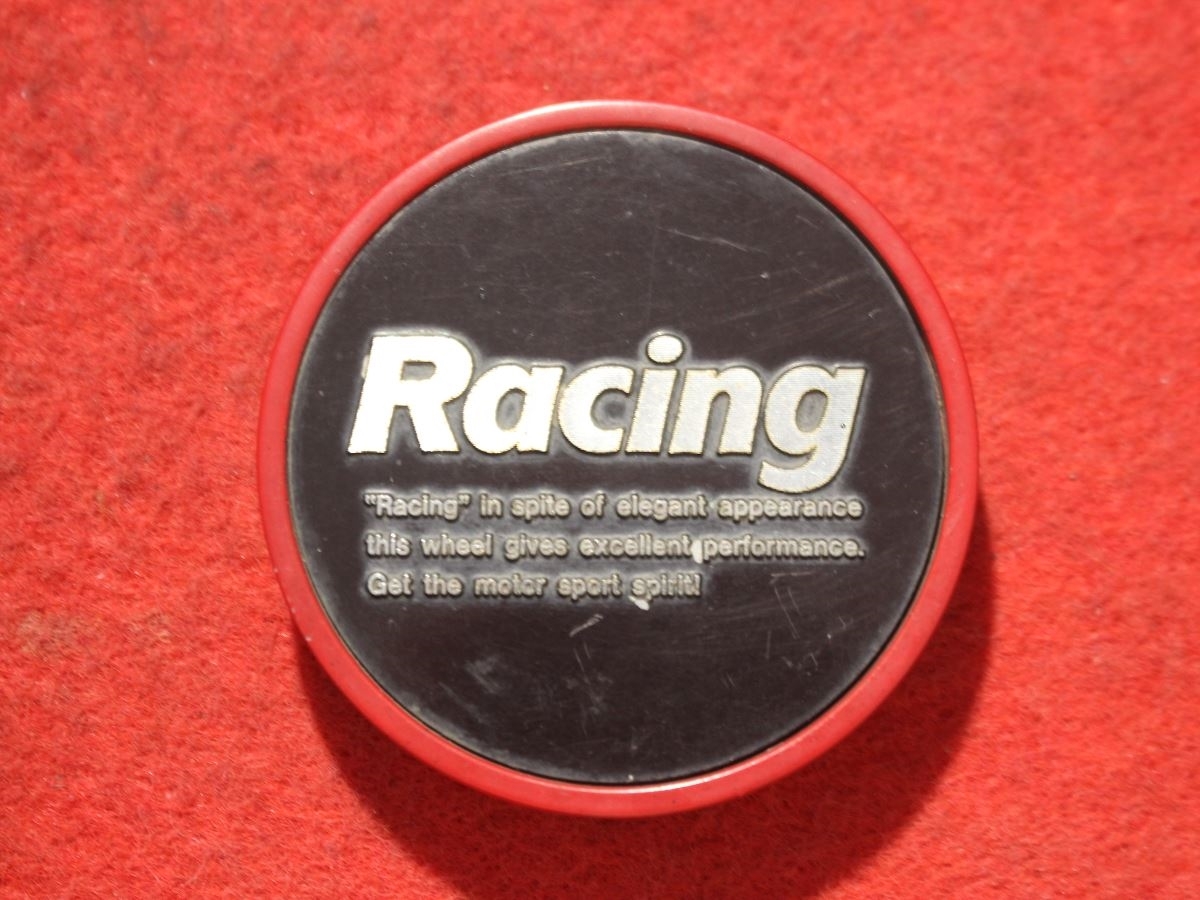 Racing
"Racing" in spite of elegant appearance
this wheel gives excellent performance.
Get the motor sport spirit!